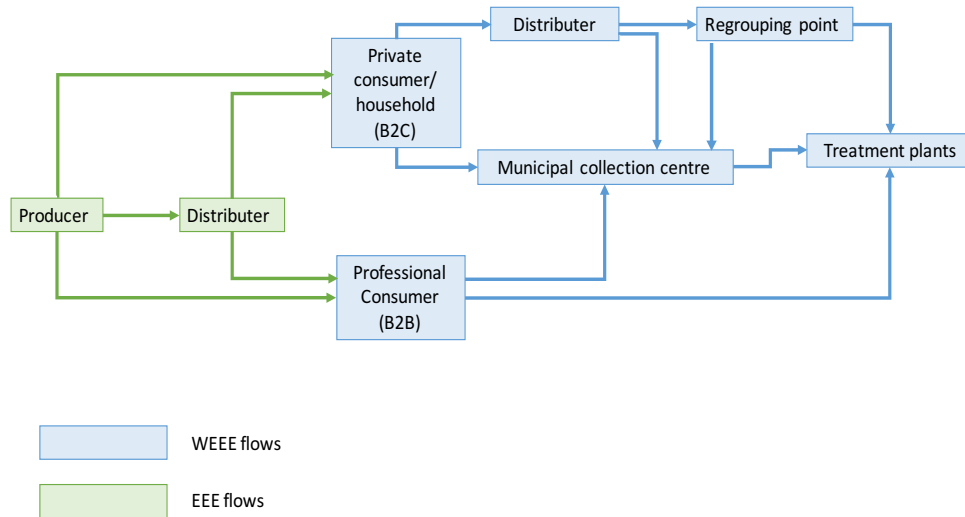 Distributer
Regrouping point
Private
consumer/
household
(B2C)
Municipal collection centre
Treatment plants
Producer
Distributer
Professional
Consumer
(B2B)
WEEE flows
EEE flows